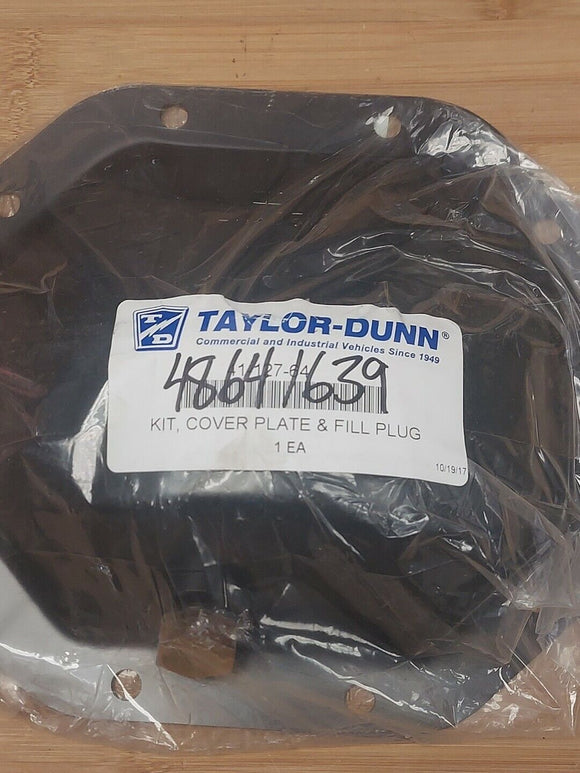 TAYLOR-DUNN®
Commercial and Industrial Vehicles Since 1949
48641639
KIT, COVER PLATE & FILL PLUG
1 EA
10/19/17